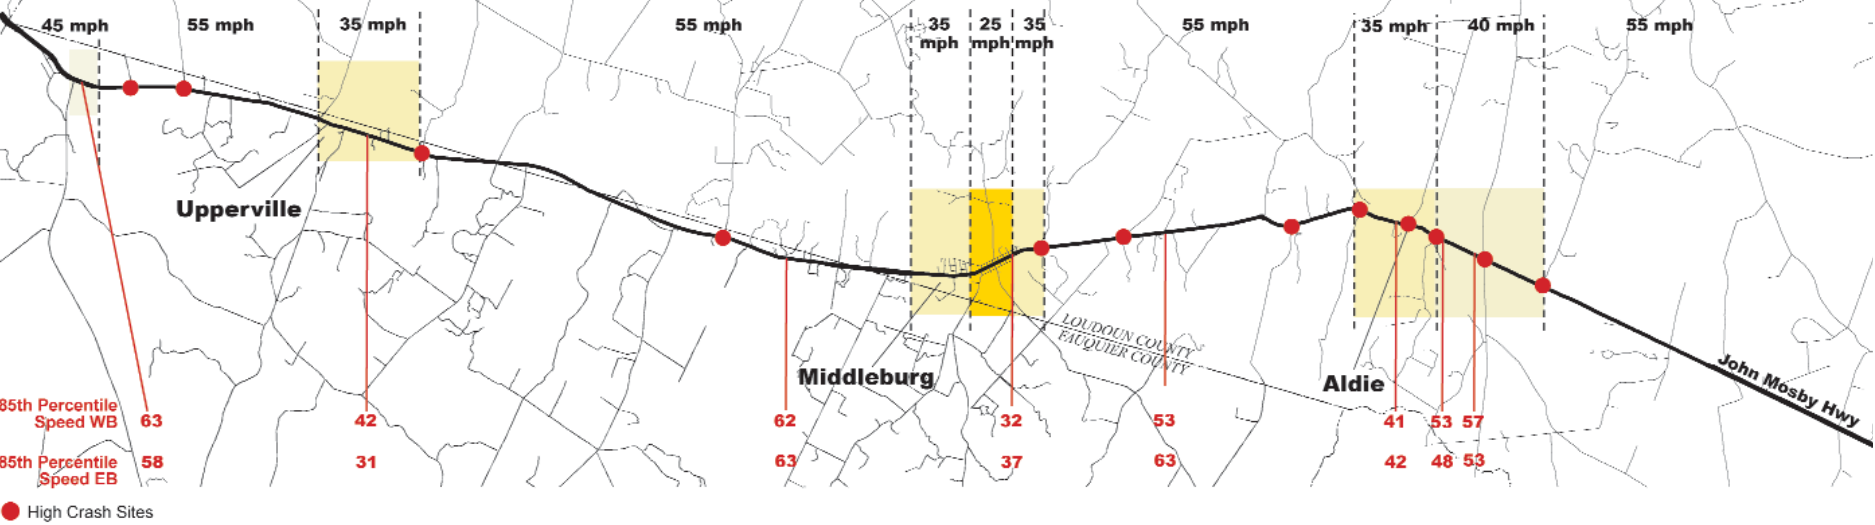 45 mph
55 mph
35 mph
55 mph
35
mph
25
mph
35
mph
55 mph
35 mph
40 mph
55 mph
Upperville
Middleburg
LOUDOUN COUNTY
FAUQUIER COUNTY
Aldie
John Mosby Hwy
85th Percentile
Speed WB
63
42
62
32
53
41
53
57
85th Percentile
Speed EB
58
31
63
37
63
42
48
53
High Crash Sites